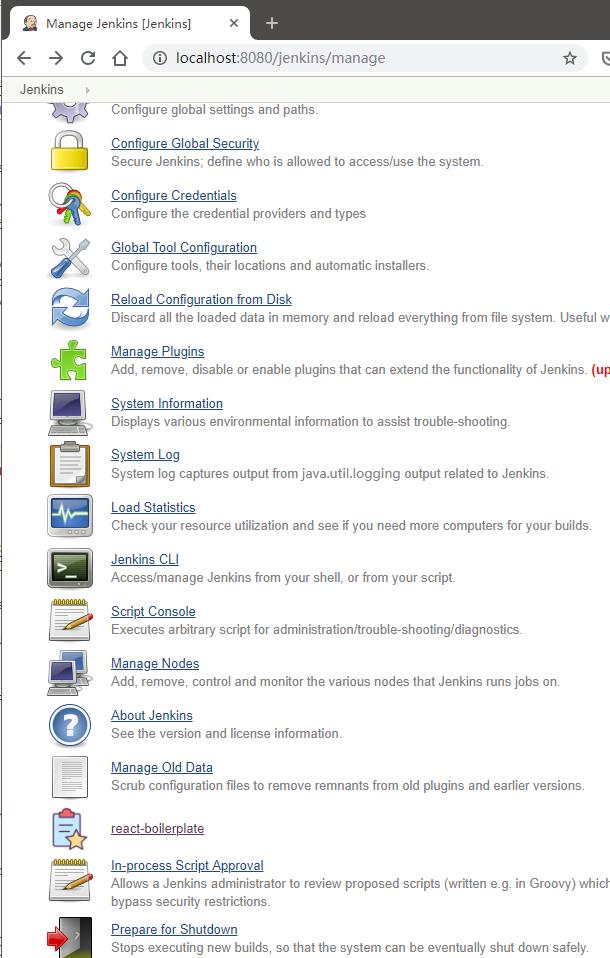 Manage Jenkins [Jenkins]
localhost:8080/jenkins/manage
Jenkins
Configure global settings and paths.
Configure Global Security
Secure Jenkins; define who is allowed to access/use the system.
Configure Credentials
Configure the credential providers and types
Global Tool Configuration
Configure tools, their locations and automatic installers.
Reload Configuration from Disk
Discard all the loaded data in memory and reload everything from file system. Useful w
Manage Plugins
Add, remove, disable or enable plugins that can extend the functionality of Jenkins. (up
System Information
Displays various environmental information to assist trouble-shooting.
System Log
System log captures output from java.util.logging output related to Jenkins.
Load Statistics
Check your resource utilization and see if you need more computers for your builds.
Jenkins CLI
Access/manage Jenkins from your shell, or from your script.
Script Console
Executes arbitrary script for administration/trouble-shooting/diagnostics.
Manage Nodes
Add, remove, control and monitor the various nodes that Jenkins runs jobs on.
About Jenkins
See the version and license information.
Manage Old Data
Scrub configuration files to remove remnants from old plugins and earlier versions.
react-boilerplate
In-process Script Approval
Allows a Jenkins administrator to review proposed scripts (written e.g. in Groovy) which
bypass security restrictions.
Prepare for Shutdown
Stops executing new builds, so that the system can be eventually shut down safely.